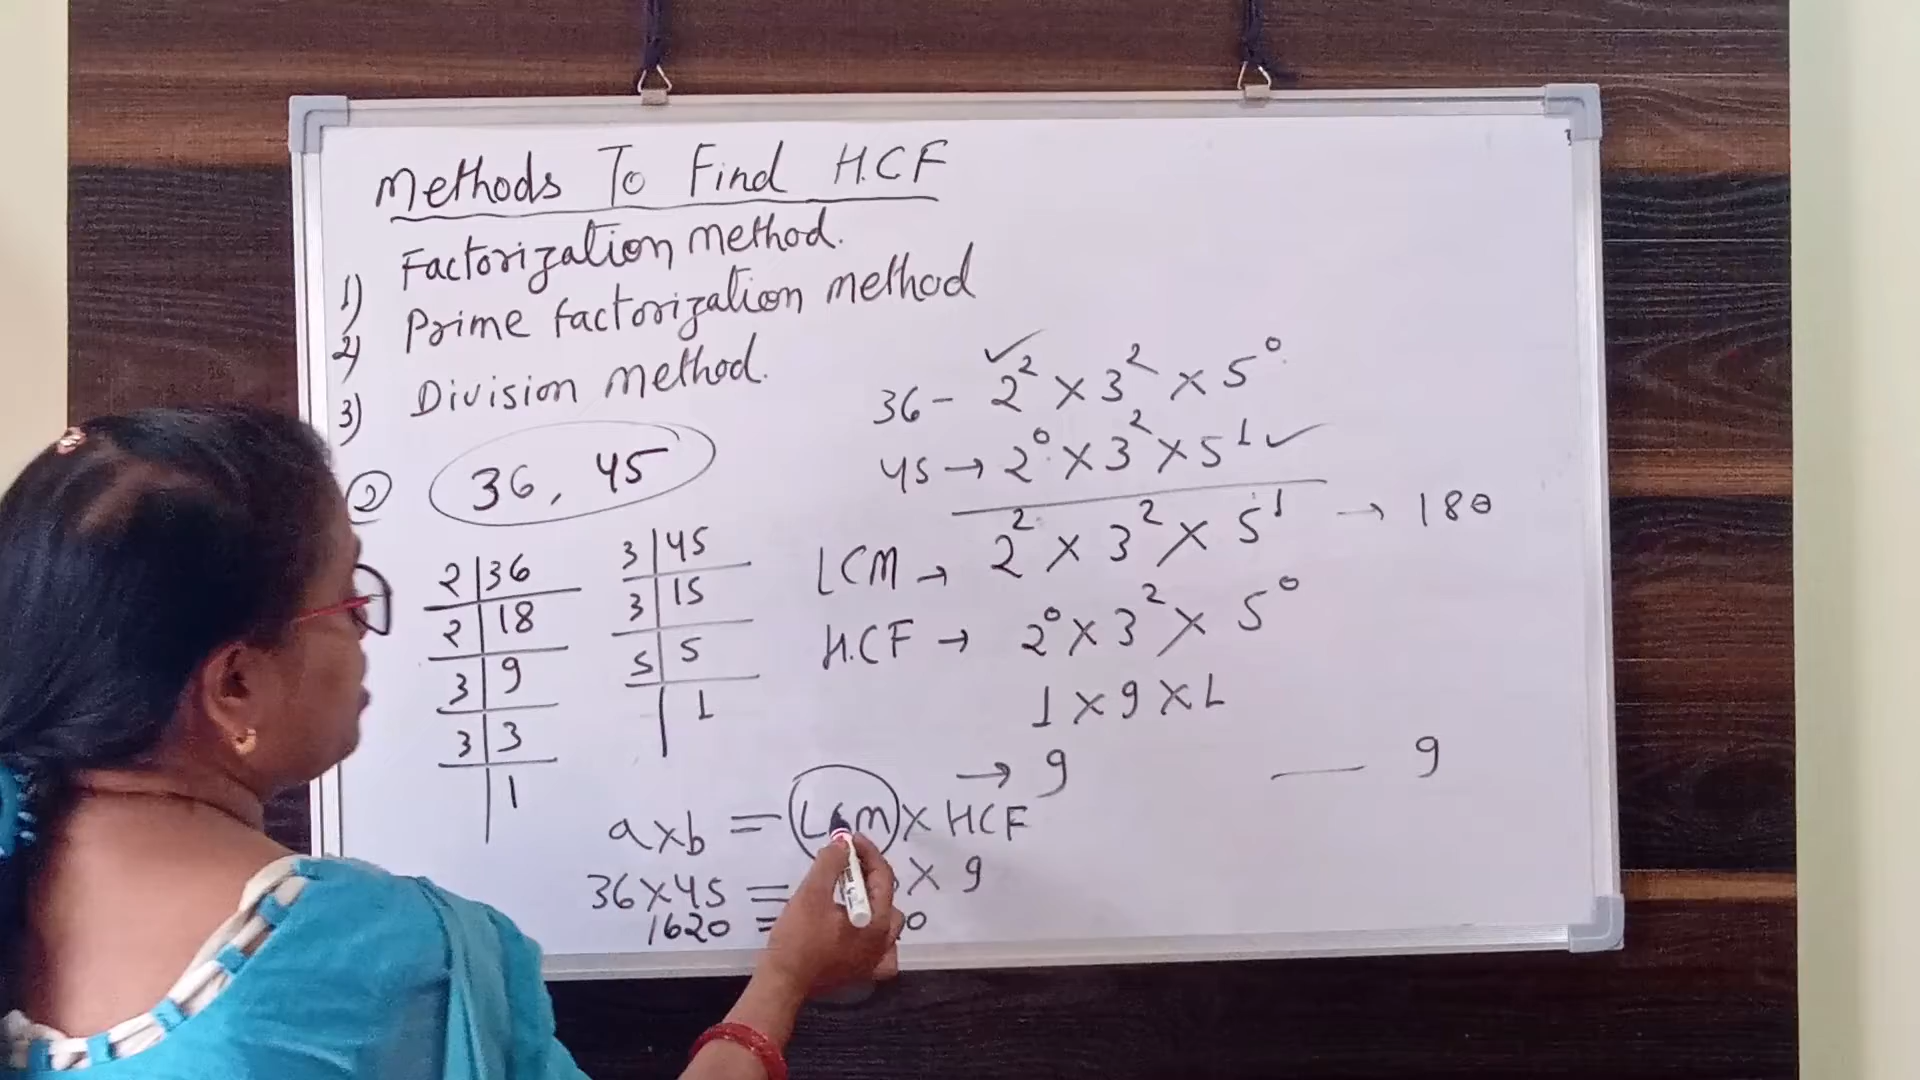 Methods To Find H.C.F
1) Factorization method.
2) Prime factorization method
3) Division method.
② 36, 45
2 | 36
2 | 18
3 | 9
3 | 3
| 1
3 | 45
3 | 15
5 | 5
| 1
36 - 2² × 3² × 5⁰ ✓
45 → 2⁰ × 3² × 5¹ ✓
LCM → 2² × 3² × 5¹ → 180
H.C.F → 2⁰ × 3² × 5⁰
1 × 9 × 1
→ 9 — 9
a×b = LCM × HCF
36×45 = × 9
1620 =